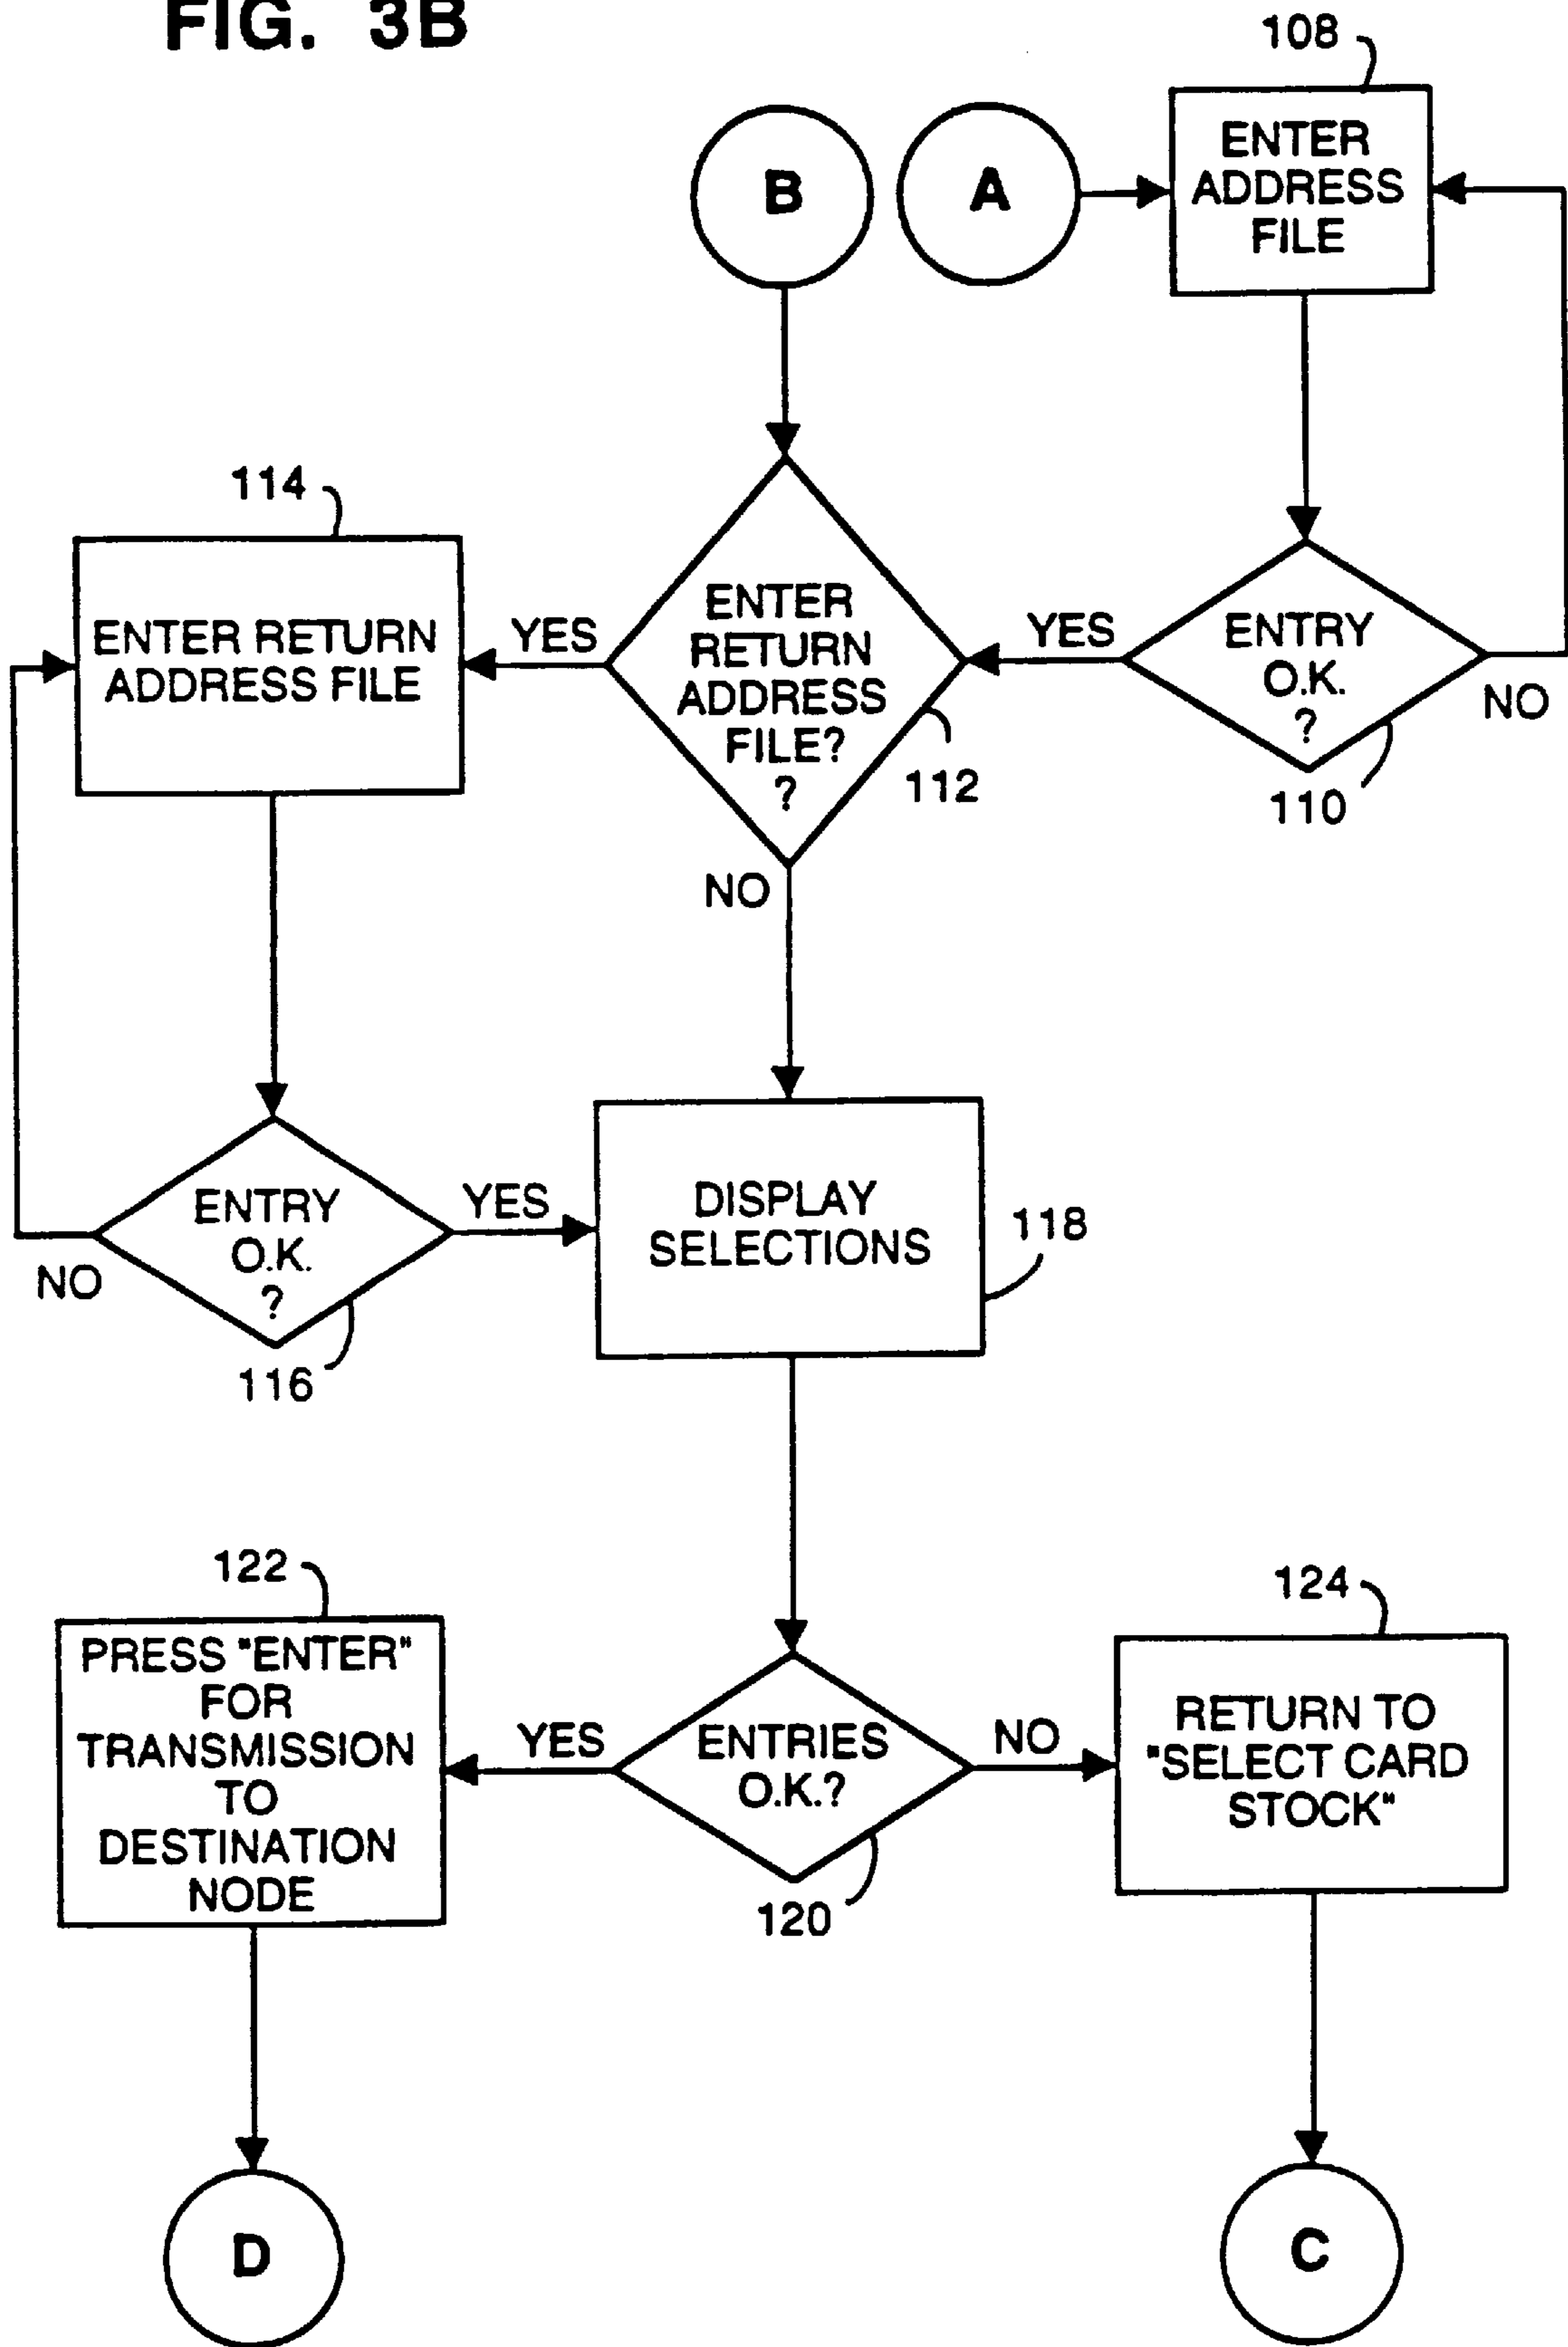 FIG. 3B
108
B
A
ENTER
ADDRESS
FILE
114
ENTER RETURN
ADDRESS FILE
YES
ENTER
RETURN
ADDRESS
FILE?
?
112
YES
ENTRY
O.K.
?
NO
110
NO
ENTRY
O.K.
?
NO
116
YES
DISPLAY
SELECTIONS
118
122
PRESS "ENTER"
FOR
TRANSMISSION
TO
DESTINATION
NODE
YES
ENTRIES
O.K.?
120
NO
124
RETURN TO
"SELECT CARD
STOCK"
D
C